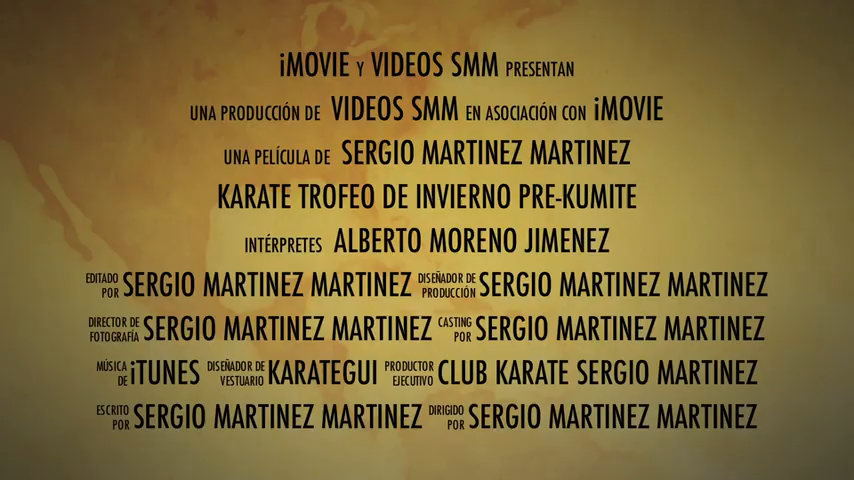 iMOVIE Y VIDEOS SMM PRESENTAN
UNA PRODUCCIÓN DE VIDEOS SMM EN ASOCIACIÓN CON iMOVIE
UNA PELÍCULA DE SERGIO MARTINEZ MARTINEZ
KARATE TROFEO DE INVIERNO PRE-KUMITE
INTÉRPRETES ALBERTO MORENO JIMENEZ
EDITADO POR SERGIO MARTINEZ MARTINEZ DISEÑADOR DE PRODUCCIÓN SERGIO MARTINEZ MARTINEZ
DIRECTOR DE FOTOGRAFÍA SERGIO MARTINEZ MARTINEZ CASTING POR SERGIO MARTINEZ MARTINEZ
MÚSICA DE iTUNES DISEÑADOR DE VESTUARIO KARATEGUI PRODUCTOR EJECUTIVO CLUB KARATE SERGIO MARTINEZ
ESCRITO POR SERGIO MARTINEZ MARTINEZ DIRIGIDO POR SERGIO MARTINEZ MARTINEZ